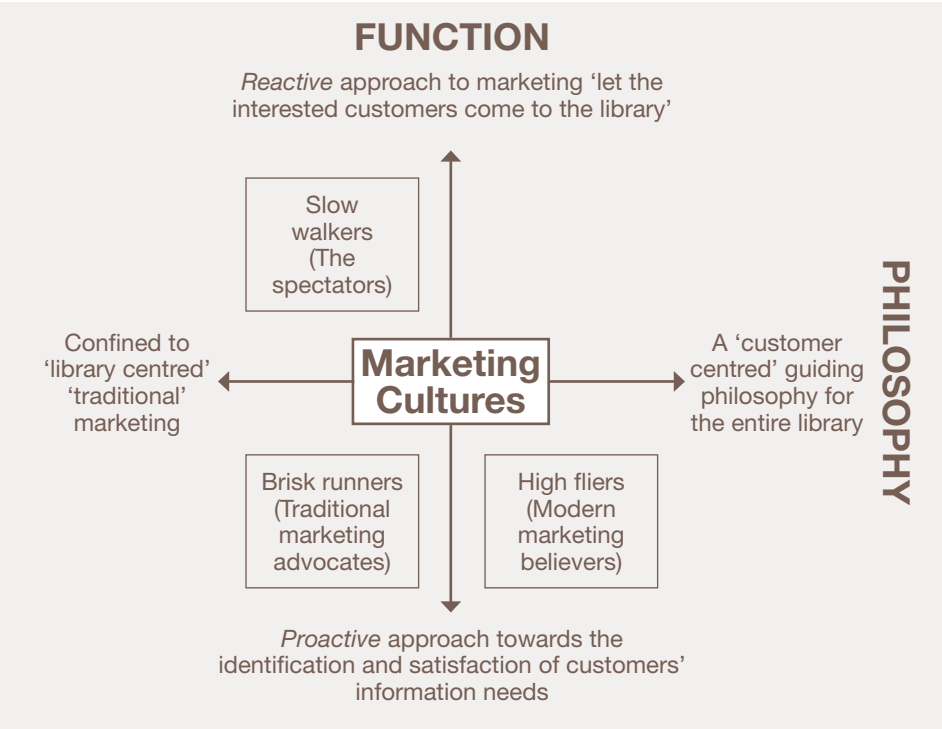 FUNCTION
Reactive approach to marketing ‘let the
interested customers come to the library’
Slow
walkers
(The
spectators)
Confined to
‘library centred’
‘traditional’
marketing
Marketing
Cultures
A ‘customer
centred’ guiding
philosophy for
the entire library
PHILOSOPHY
Brisk runners
(Traditional
marketing
advocates)
High fliers
(Modern
marketing
believers)
Proactive approach towards the
identification and satisfaction of customers’
information needs